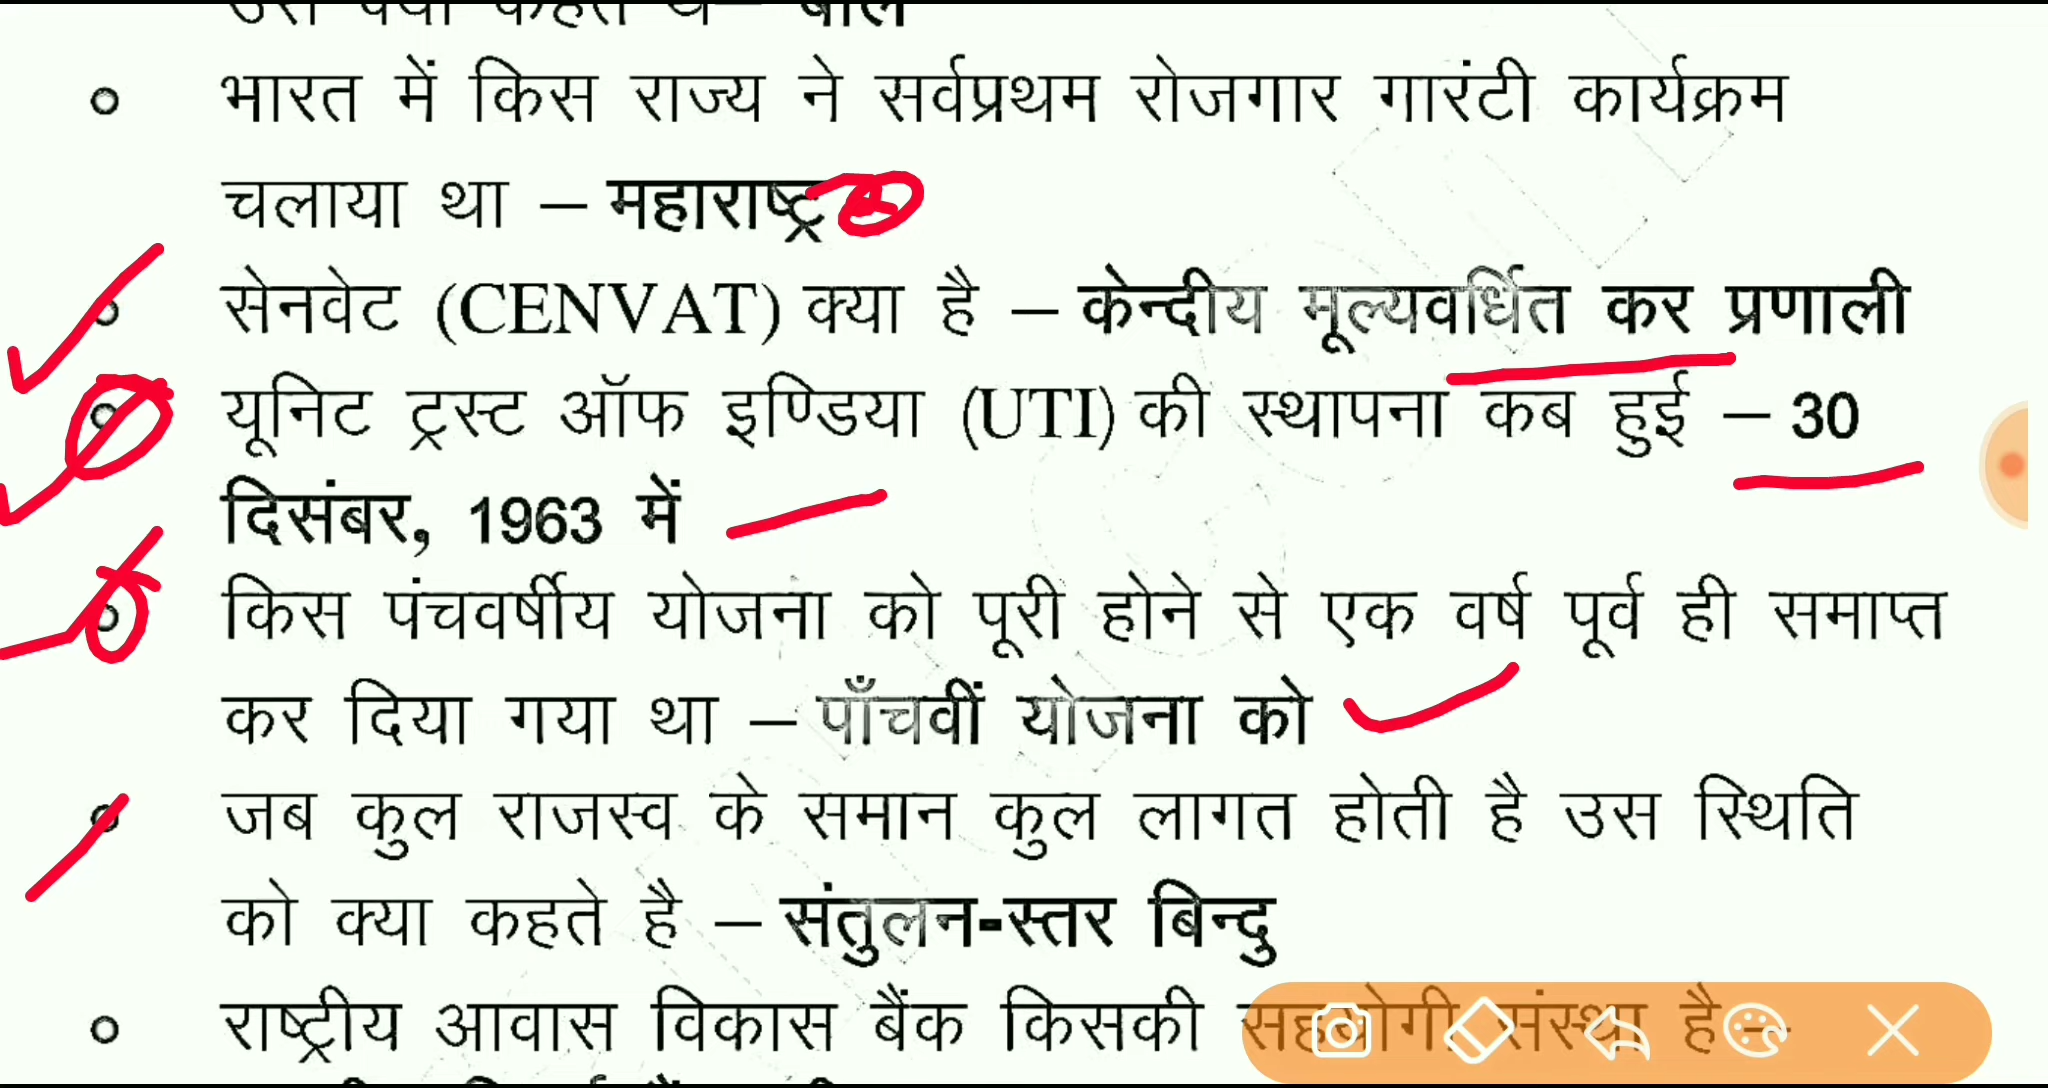 भारत में किस राज्य ने सर्वप्रथम रोजगार गारंटी कार्यक्रम
चलाया था – महाराष्ट्र
सेनवेट (CENVAT) क्या है – केन्दीय मूल्यवर्धित कर प्रणाली
यूनिट ट्रस्ट ऑफ इण्डिया (UTI) की स्थापना कब हुई – 30
दिसंबर, 1963 में
किस पंचवर्षीय योजना को पूरी होने से एक वर्ष पूर्व ही समाप्त
कर दिया गया था – पाँचवीं योजना को
जब कुल राजस्व के समान कुल लागत होती है उस स्थिति
को क्या कहते है – संतुलन-स्तर बिन्दु
राष्ट्रीय आवास विकास बैंक किसकी सहयोगी संस्था है –